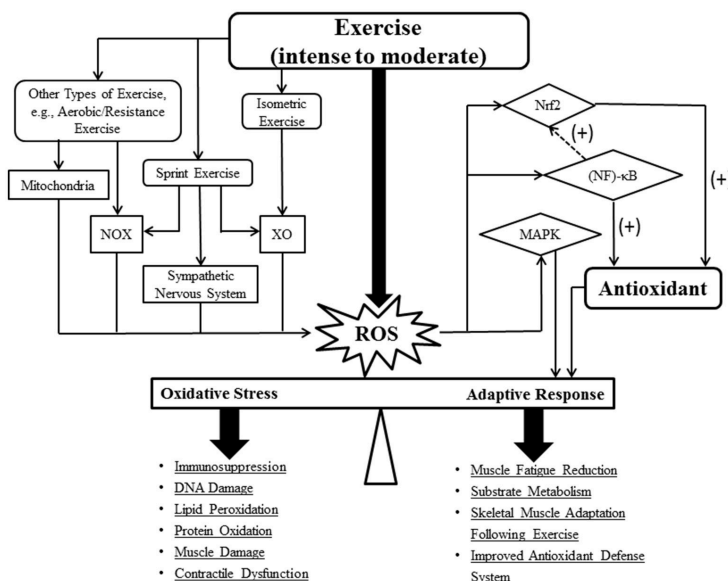 Exercise
(intense to moderate)
Other Types of Exercise,
e.g., Aerobic/Resistance
Exercise
Isometric
Exercise
Nrf2
(+)
Mitochondria
Sprint Exercise
(NF)-κB
(+)
NOX
XO
MAPK
(+)
Sympathetic
Nervous System
Antioxidant
ROS
Oxidative Stress
Adaptive Response
• Immunosuppression
• DNA Damage
• Lipid Peroxidation
• Protein Oxidation
• Muscle Damage
• Contractile Dysfunction
• Muscle Fatigue Reduction
• Substrate Metabolism
• Skeletal Muscle Adaptation
Following Exercise
• Improved Antioxidant Defense
System